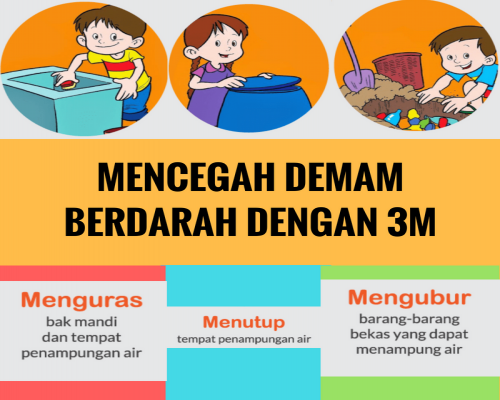 MENCEGAH DEMAM
BERDARAH DENGAN 3M
Menguras
bak mandi
dan tempat
penampungan air
Menutup
tempat penampungan air
Mengubur
barang-barang
bekas yang dapat
menampung air